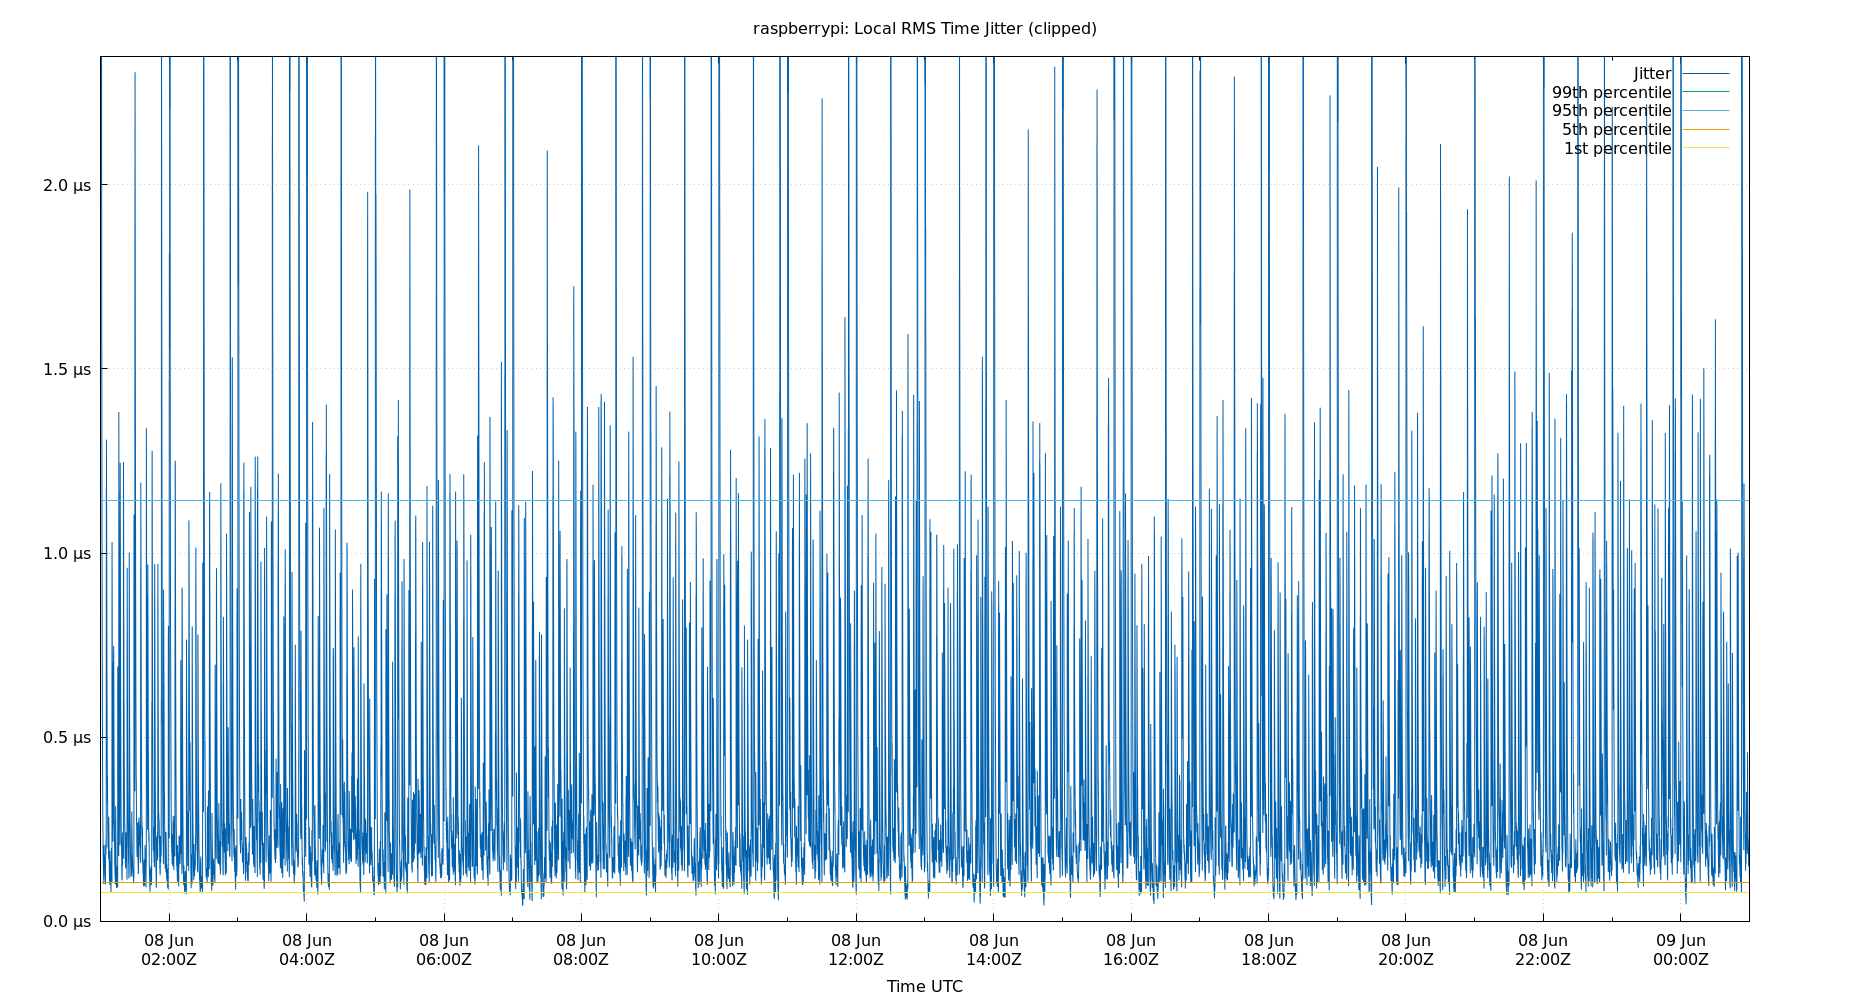 raspberrypi: Local RMS Time Jitter (clipped)
Jitter
99th percentile
95th percentile
5th percentile
1st percentile
2.0 µs
1.5 µs
1.0 µs
0.5 µs
0.0 µs
08 Jun 08 Jun 08 Jun 08 Jun 08 Jun 08 Jun 08 Jun 08 Jun 08 Jun 08 Jun 08 Jun 09 Jun
02:00Z 04:00Z 06:00Z 08:00Z 10:00Z 12:00Z 14:00Z 16:00Z 18:00Z 20:00Z 22:00Z 00:00Z
Time UTC